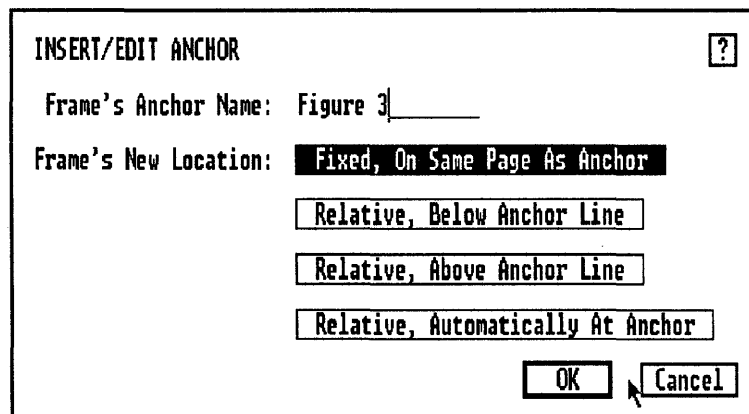 INSERT/EDIT ANCHOR ?
Frame's Anchor Name: Figure 3
Frame's New Location: Fixed, On Same Page As Anchor
Relative, Below Anchor Line
Relative, Above Anchor Line
Relative, Automatically At Anchor
OK Cancel